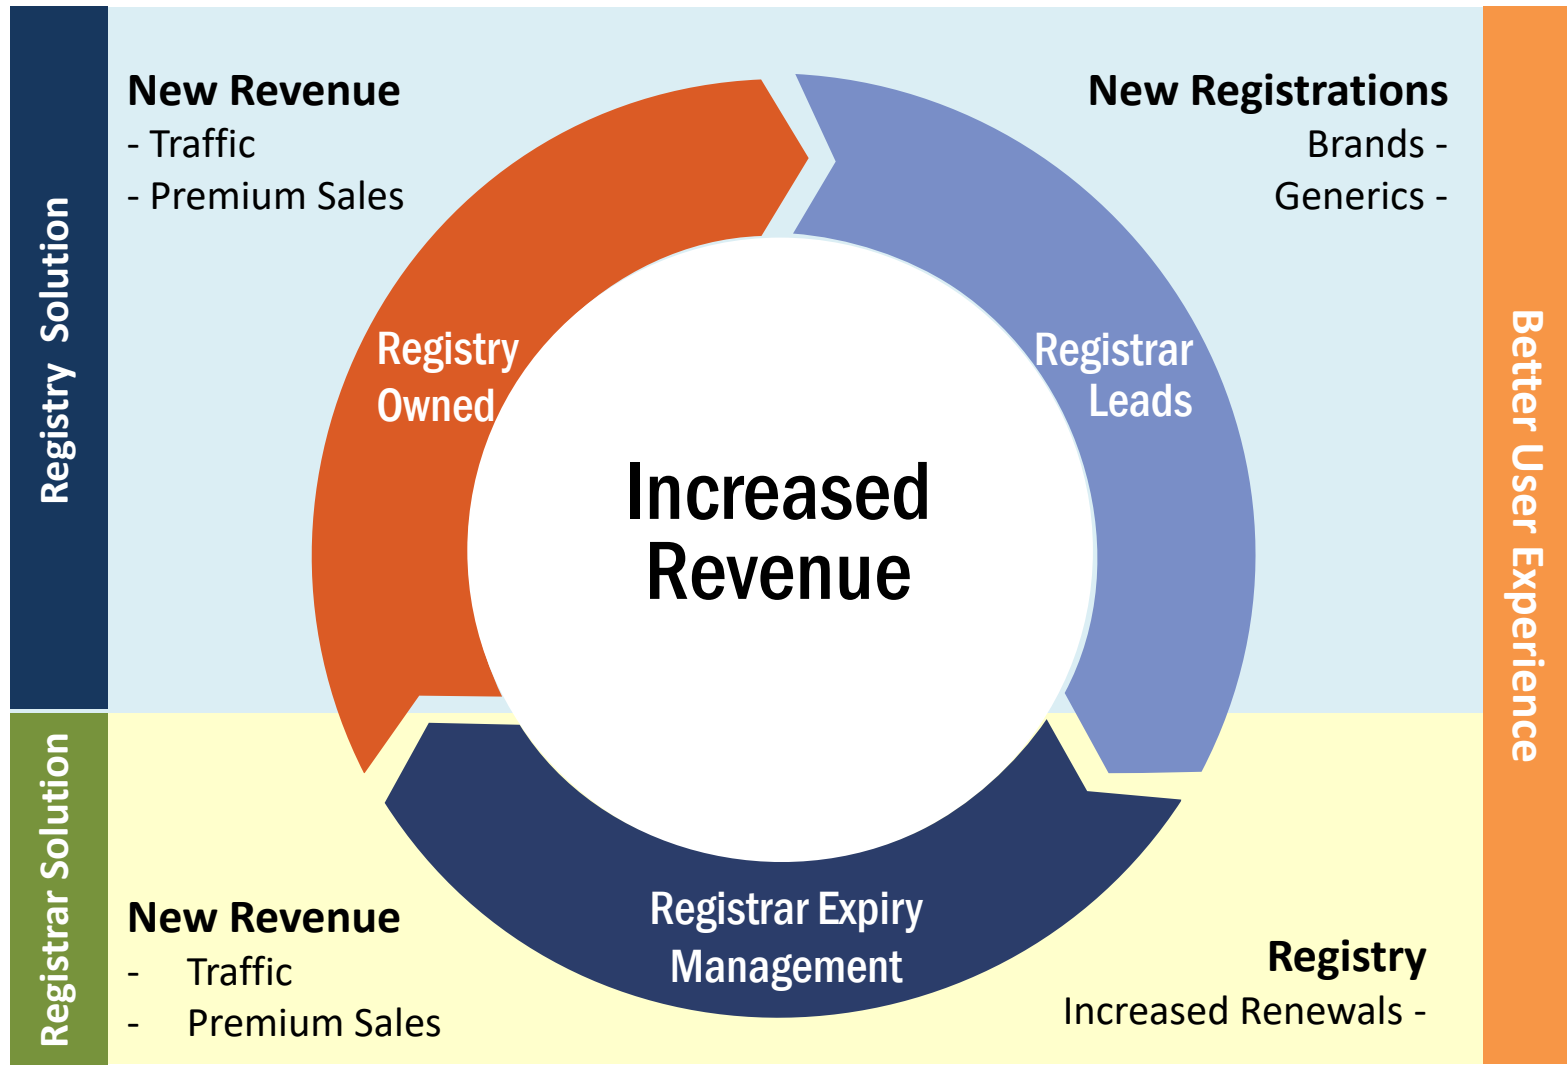 Registry Solution
New Revenue
- Traffic
- Premium Sales
New Registrations
Brands -
Generics -
Registry
Owned
Registrar
Leads
Increased
Revenue
Better User Experience
Registrar Solution
New Revenue
- Traffic
- Premium Sales
Registrar Expiry
Management
Registry
Increased Renewals -